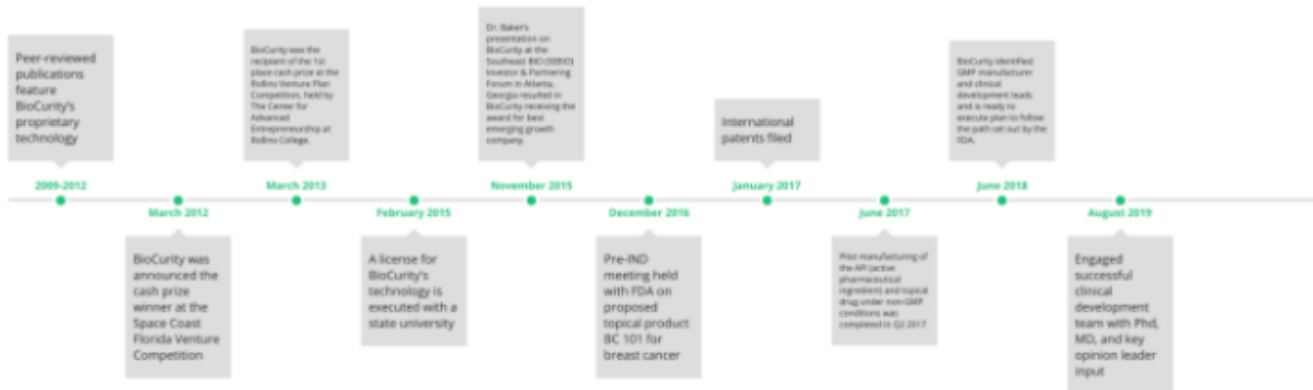 Peer-reviewed
publications
feature
BioCurity's
proprietary
technology
2009-2012
March 2012
BioCurity was
announced the
cash prize
winner at the
Space Coast
Florida Venture
Competition
BioCurity was the
recipient of the 1st
place cash prize at the
Rollins Venture Plan
Competition, held by
The Center for
Advanced
Entrepreneurship at
Rollins College.
March 2013
February 2015
A license for
BioCurity's
technology is
executed with a
state university
Dr. Baker's
presentation on
BioCurity at the
Southeast BIO (SEBIO)
Investor & Partnering
Forum in Atlanta,
Georgia resulted in
BioCurity receiving the
award for best
emerging growth
company.
November 2015
December 2016
Pre-IND
meeting held
with FDA on
proposed
topical product
BC 101 for
breast cancer
International
patents filed
January 2017
June 2017
Pilot manufacturing of
the API (active
pharmaceutical
ingredient) and topical
drug under non-GMP
conditions was
completed in Q2 2017
BioCurity identified
GMP manufacturer
and clinical
development leads
and is ready to
execute plan to follow
the path set out by the
FDA.
June 2018
August 2019
Engaged
successful
clinical
development
team with Phd,
MD, and key
opinion leader
input